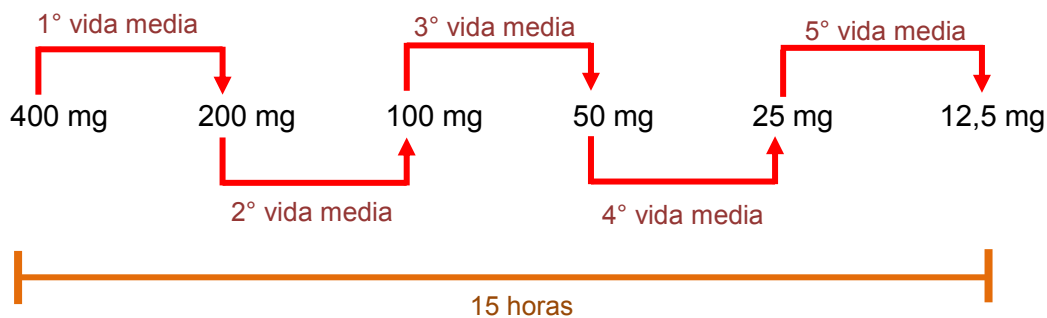 1° vida media
3° vida media
5° vida media
400 mg 200 mg 100 mg 50 mg 25 mg 12,5 mg
2° vida media
4° vida media
15 horas